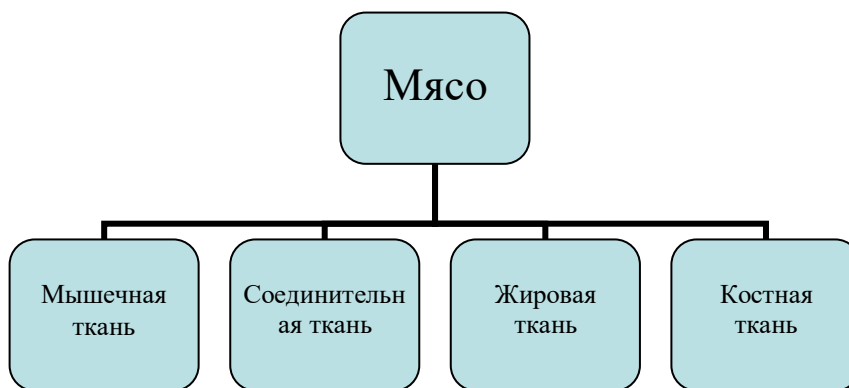 Мясо
Мышечная
ткань
Соединительн
ая ткань
Жировая
ткань
Костная
ткань